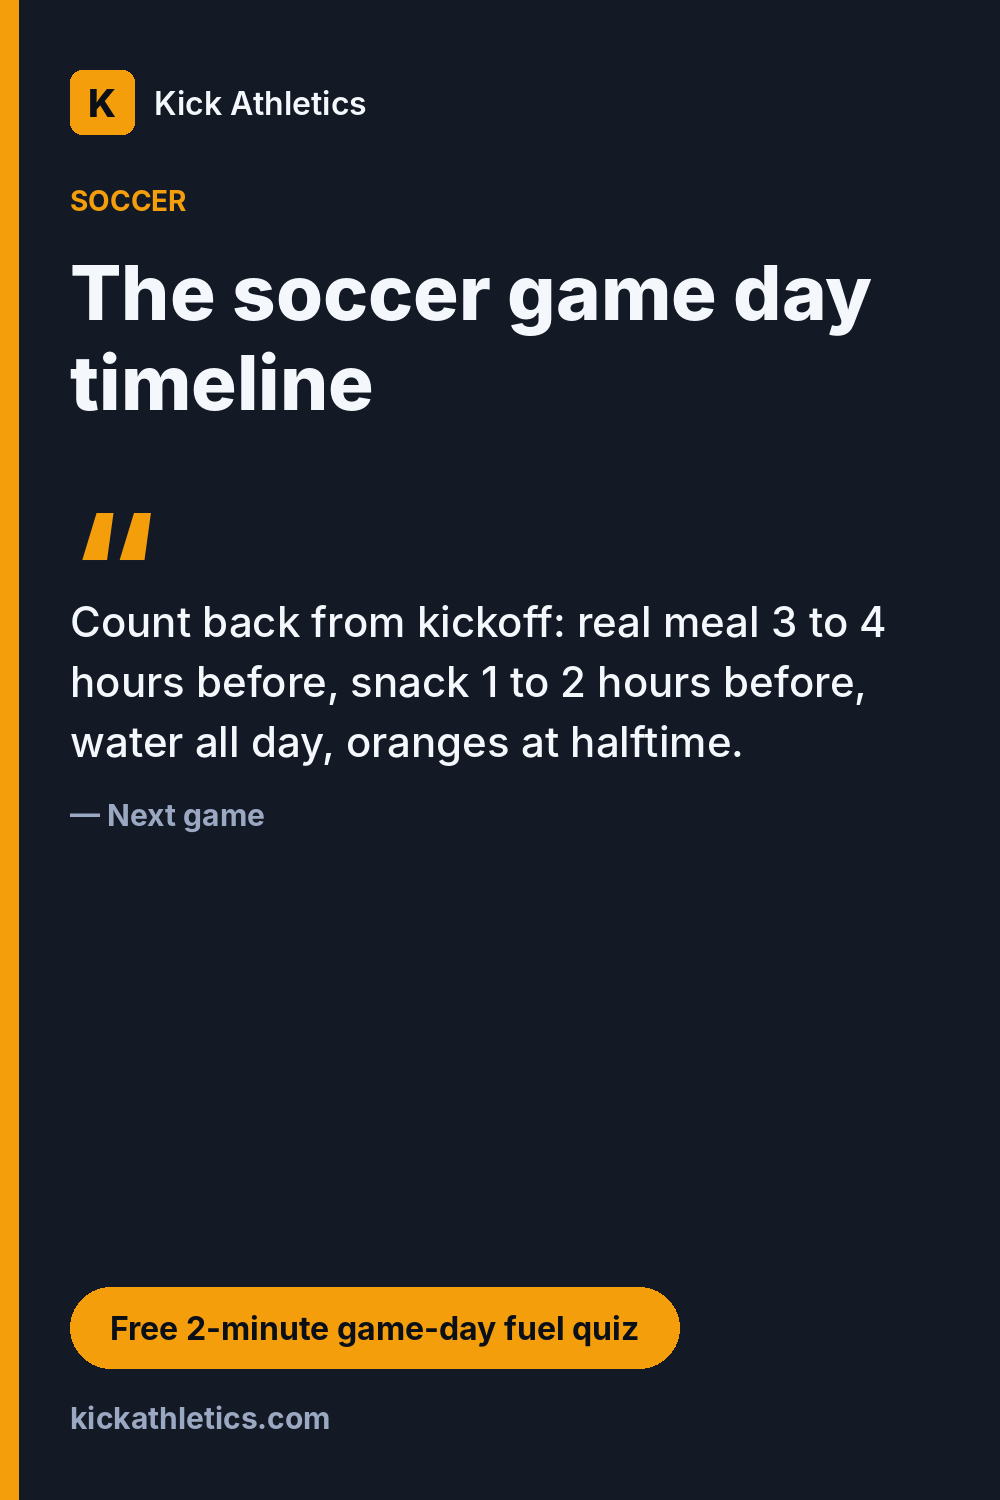 K
Kick Athletics
SOCCER
The soccer game day
timeline
“
Count back from kickoff: real meal 3 to 4
hours before, snack 1 to 2 hours before,
water all day, oranges at halftime.
— Next game
Free 2-minute game-day fuel quiz
kickathletics.com